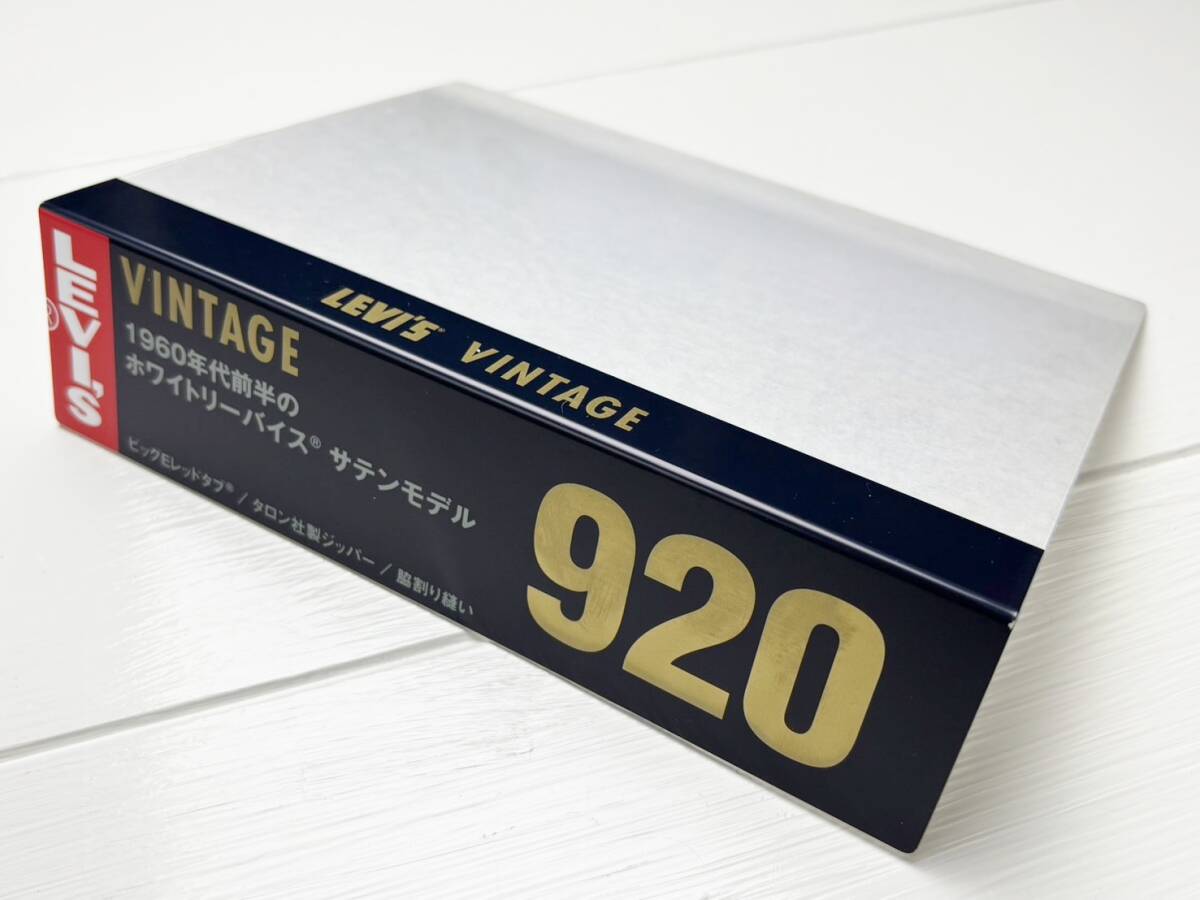 LEVI'S® VINTAGE
LEVI'S®
VINTAGE
1960年代前半の
ホワイトリーバイス® サテンモデル
ビッグEレッドタブ® / タロン社製ジッパー / 脇割り縫い
920